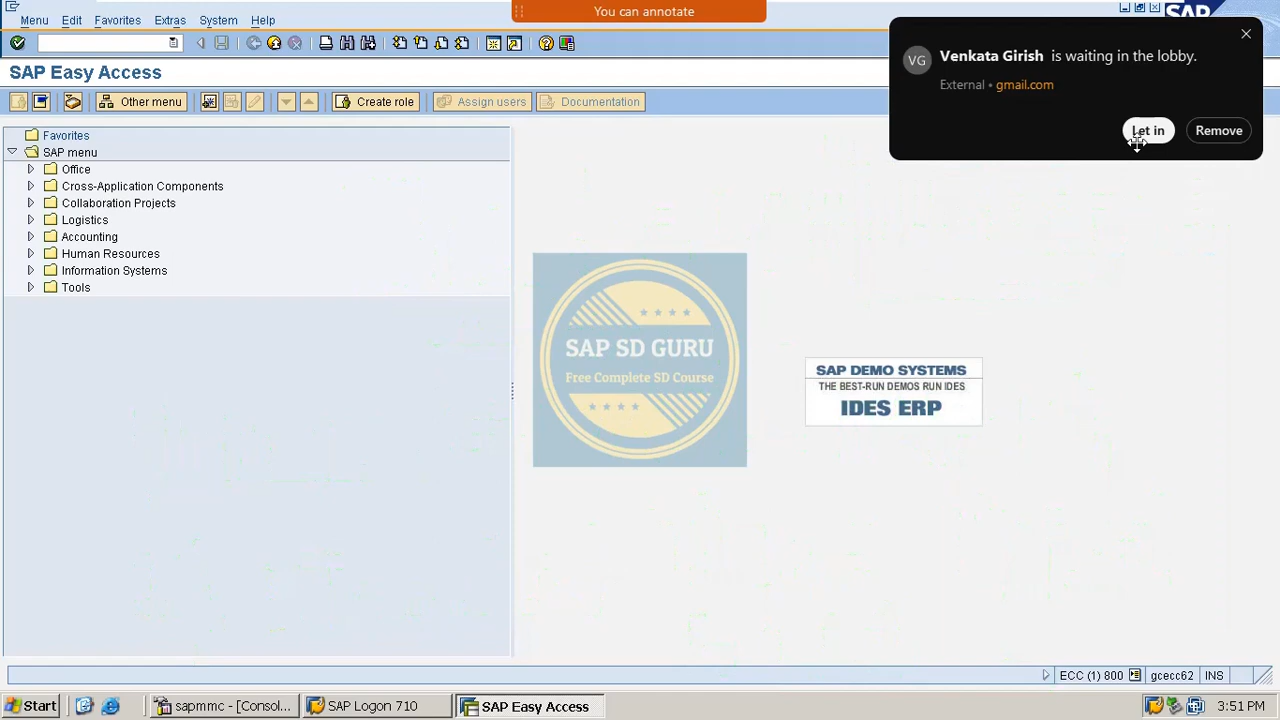 You can annotate
Menu Edit Favorites Extras System Help
SAP
SAP Easy Access
Other menu Create role Assign users Documentation
VG Venkata Girish is waiting in the lobby.
External • gmail.com
Let in Remove
Favorites
SAP menu
Office
Cross-Application Components
Collaboration Projects
Logistics
Accounting
Human Resources
Information Systems
Tools
SAP SD GURU
Free Complete SD Course
SAP DEMO SYSTEMS
THE BEST-RUN DEMOS RUN IDES
IDES ERP
ECC (1) 800 gcecc62 INS
Start sapmmc - [Consol... SAP Logon 710 SAP Easy Access 3:51 PM